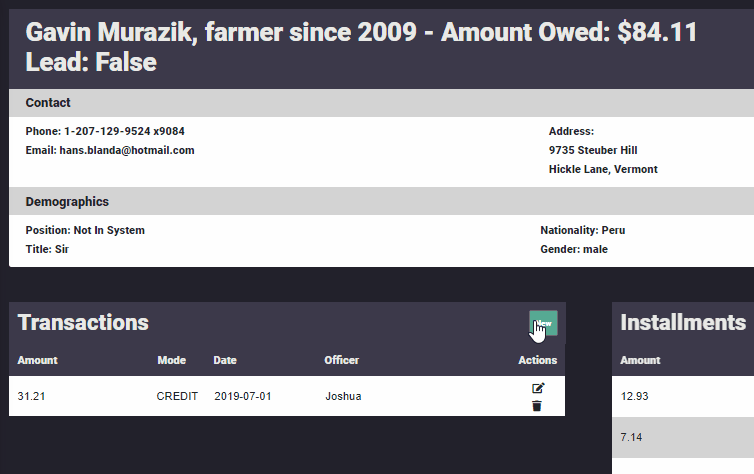 Gavin Murazik, farmer since 2009 - Amount Owed: $84.11
Lead: False
Contact
Phone: 1-207-129-9524 x9084
Email: hans.blanda@hotmail.com
Address:
9735 Steuber Hill
Hickle Lane, Vermont
Demographics
Position: Not In System
Title: Sir
Nationality: Peru
Gender: male
Transactions
Amount Mode Date Officer Actions
31.21 CREDIT 2019-07-01 Joshua
Installments
Amount
12.93
7.14